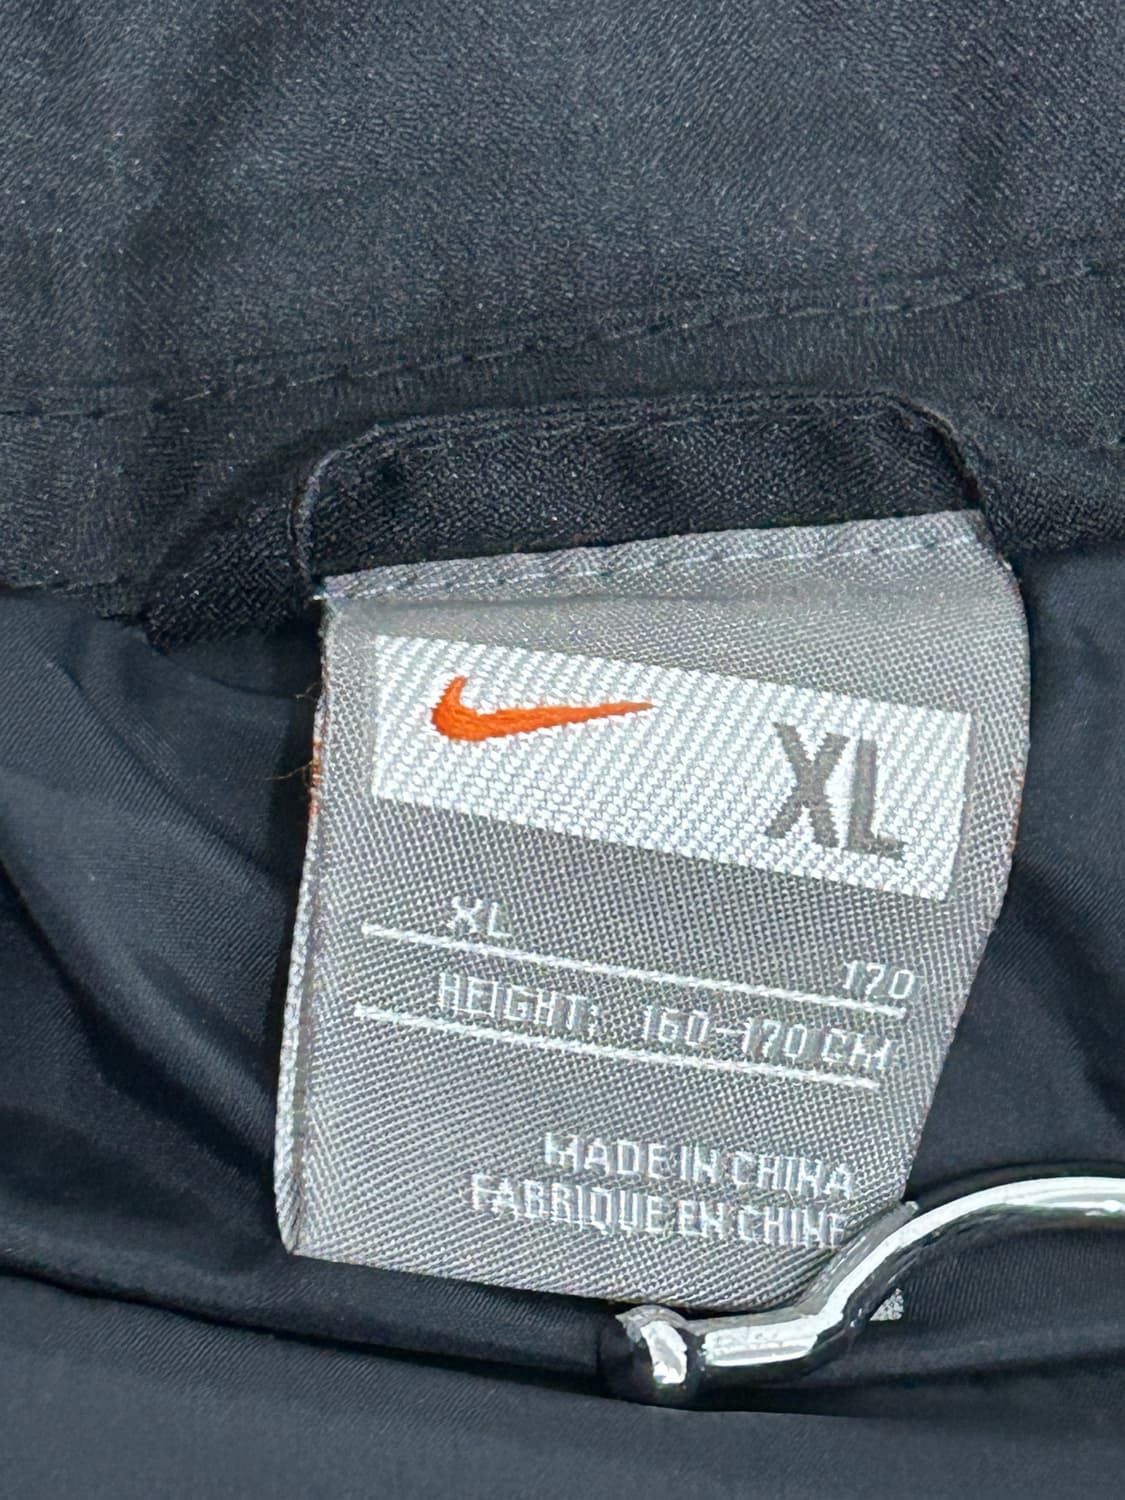 XL
XL 170
HEIGHT: 160-170 CM
MADE IN CHINA
FABRIQUE EN CHINE